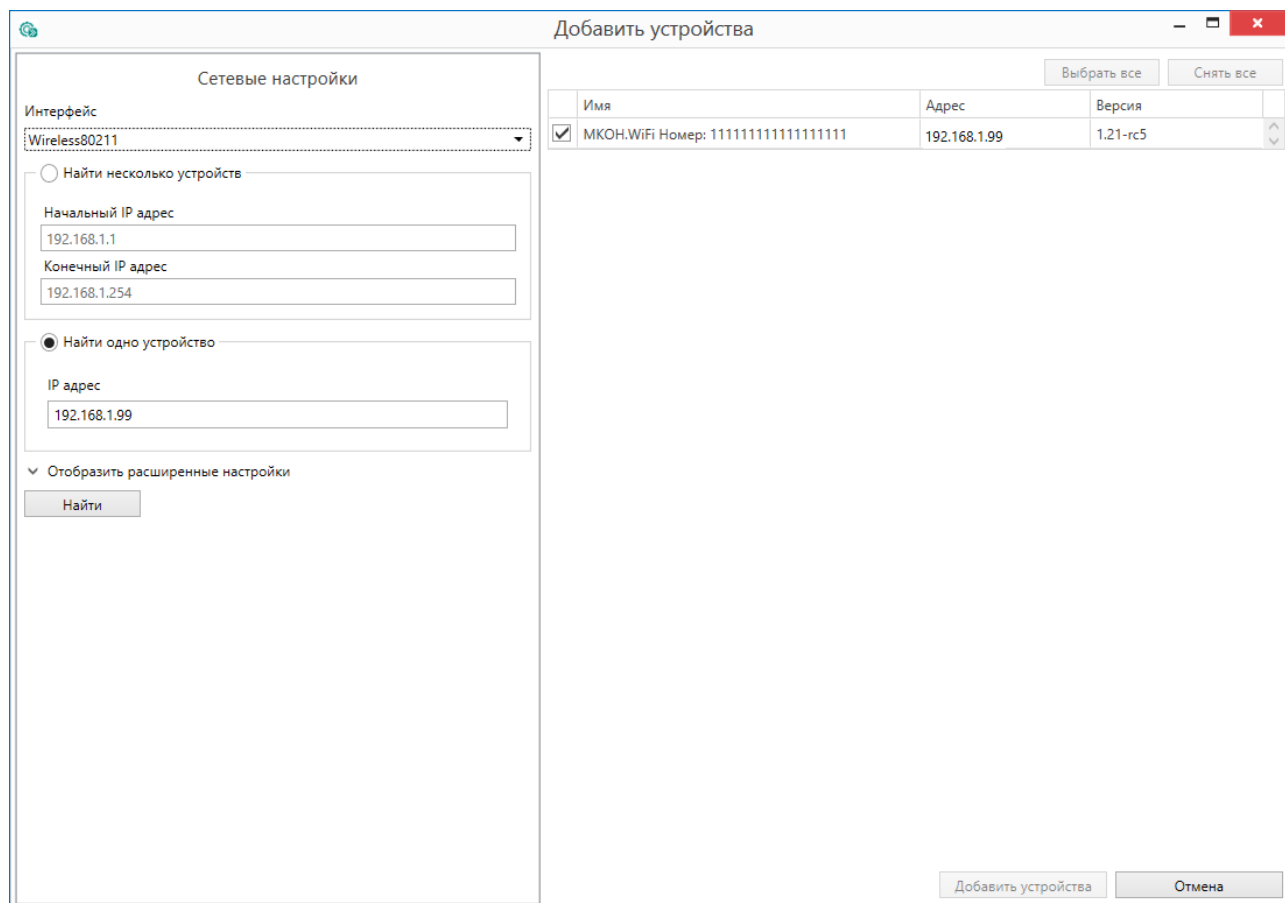 Добавить устройства
Сетевые настройки
Интерфейс
Wireless80211
Найти несколько устройств
Начальный IP адрес
192.168.1.1
Конечный IP адрес
192.168.1.254
Найти одно устройство
IP адрес
192.168.1.99
Отобразить расширенные настройки
Найти
Выбрать все Снять все
Имя Адрес Версия
МКОН.WiFi Номер: 111111111111111111 192.168.1.99 1.21-rc5
Добавить устройства Отмена